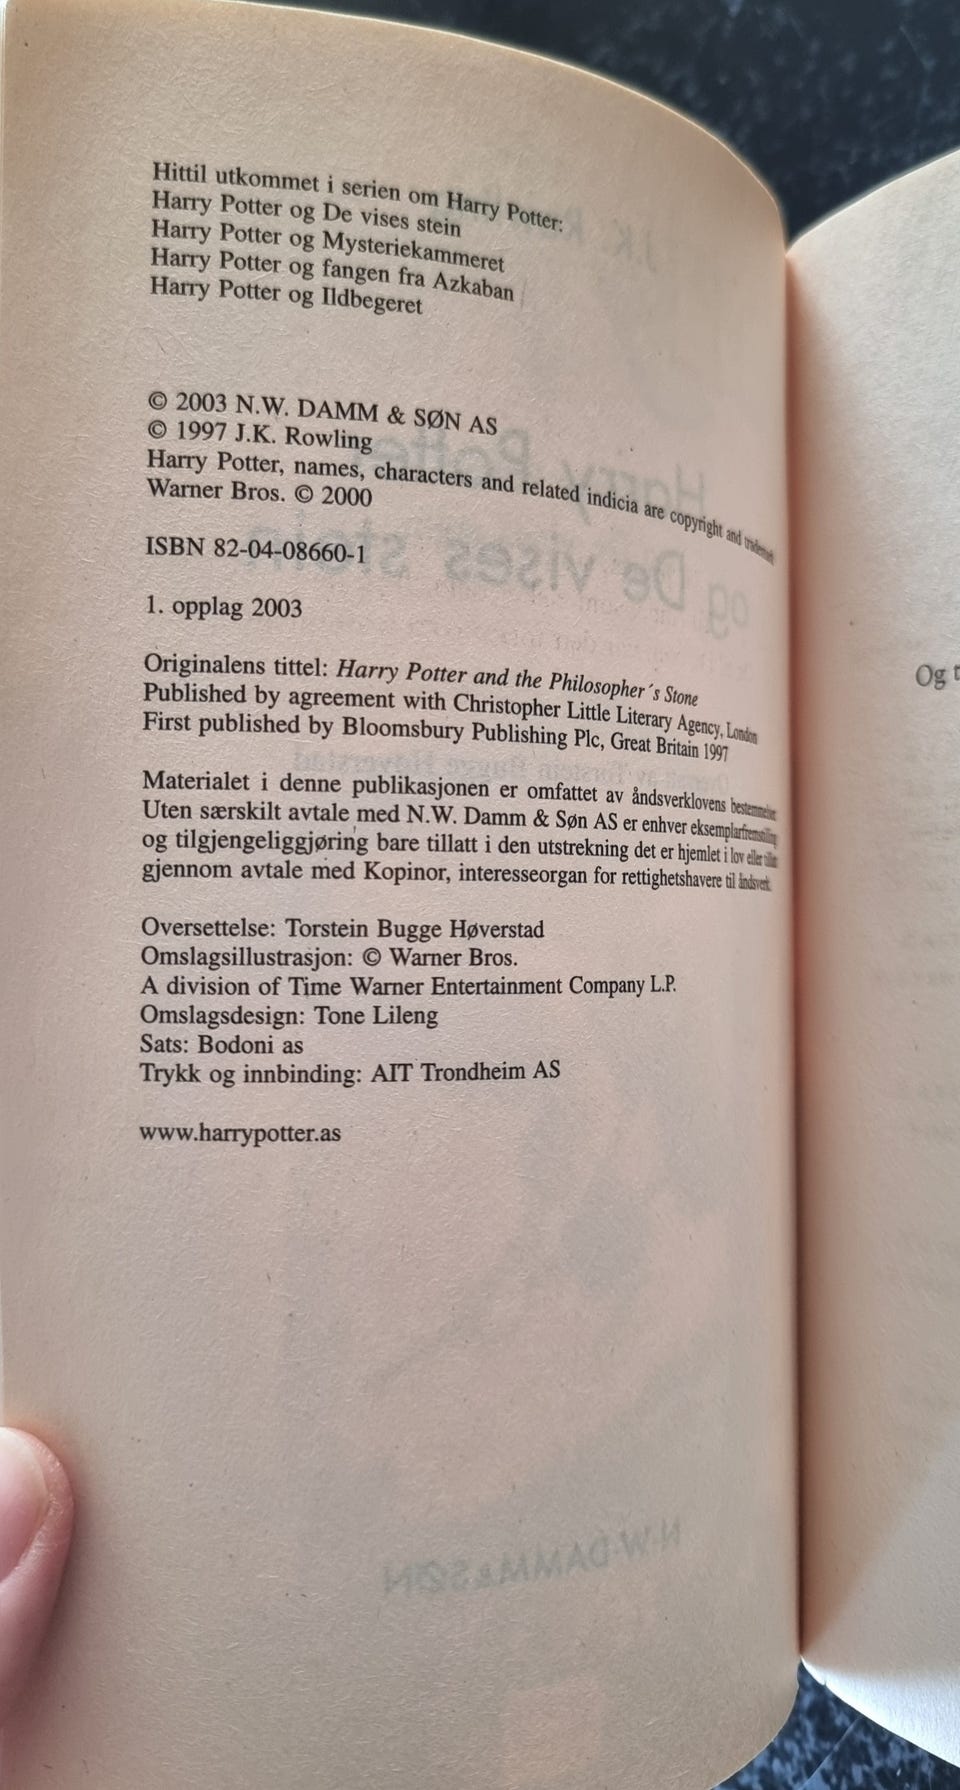 Hittil utkommet i serien om Harry Potter:
Harry Potter og De vises stein
Harry Potter og Mysteriekammeret
Harry Potter og fangen fra Azkaban
Harry Potter og Ildbegeret
© 2003 N.W. DAMM & SØN AS
© 1997 J.K. Rowling
Harry Potter, names, characters and related indicia are copyright and trademark
Warner Bros. © 2000
ISBN 82-04-08660-1
1. opplag 2003
Originalens tittel: Harry Potter and the Philosopher´s Stone
Published by agreement with Christopher Little Literary Agency, London
First published by Bloomsbury Publishing Plc, Great Britain 1997
Materialet i denne publikasjonen er omfattet av åndsverklovens bestemmelser
Uten særskilt avtale med N.W. Damm & Søn AS er enhver eksemplarfremstilling
og tilgjengeliggjøring bare tillatt i den utstrekning det er hjemlet i lov eller tillatt
gjennom avtale med Kopinor, interesseorgan for rettighetshavere til åndsverk.
Oversettelse: Torstein Bugge Høverstad
Omslagsillustrasjon: © Warner Bros.
A division of Time Warner Entertainment Company L.P.
Omslagsdesign: Tone Lileng
Sats: Bodoni as
Trykk og innbinding: AIT Trondheim AS
www.harrypotter.as
Og